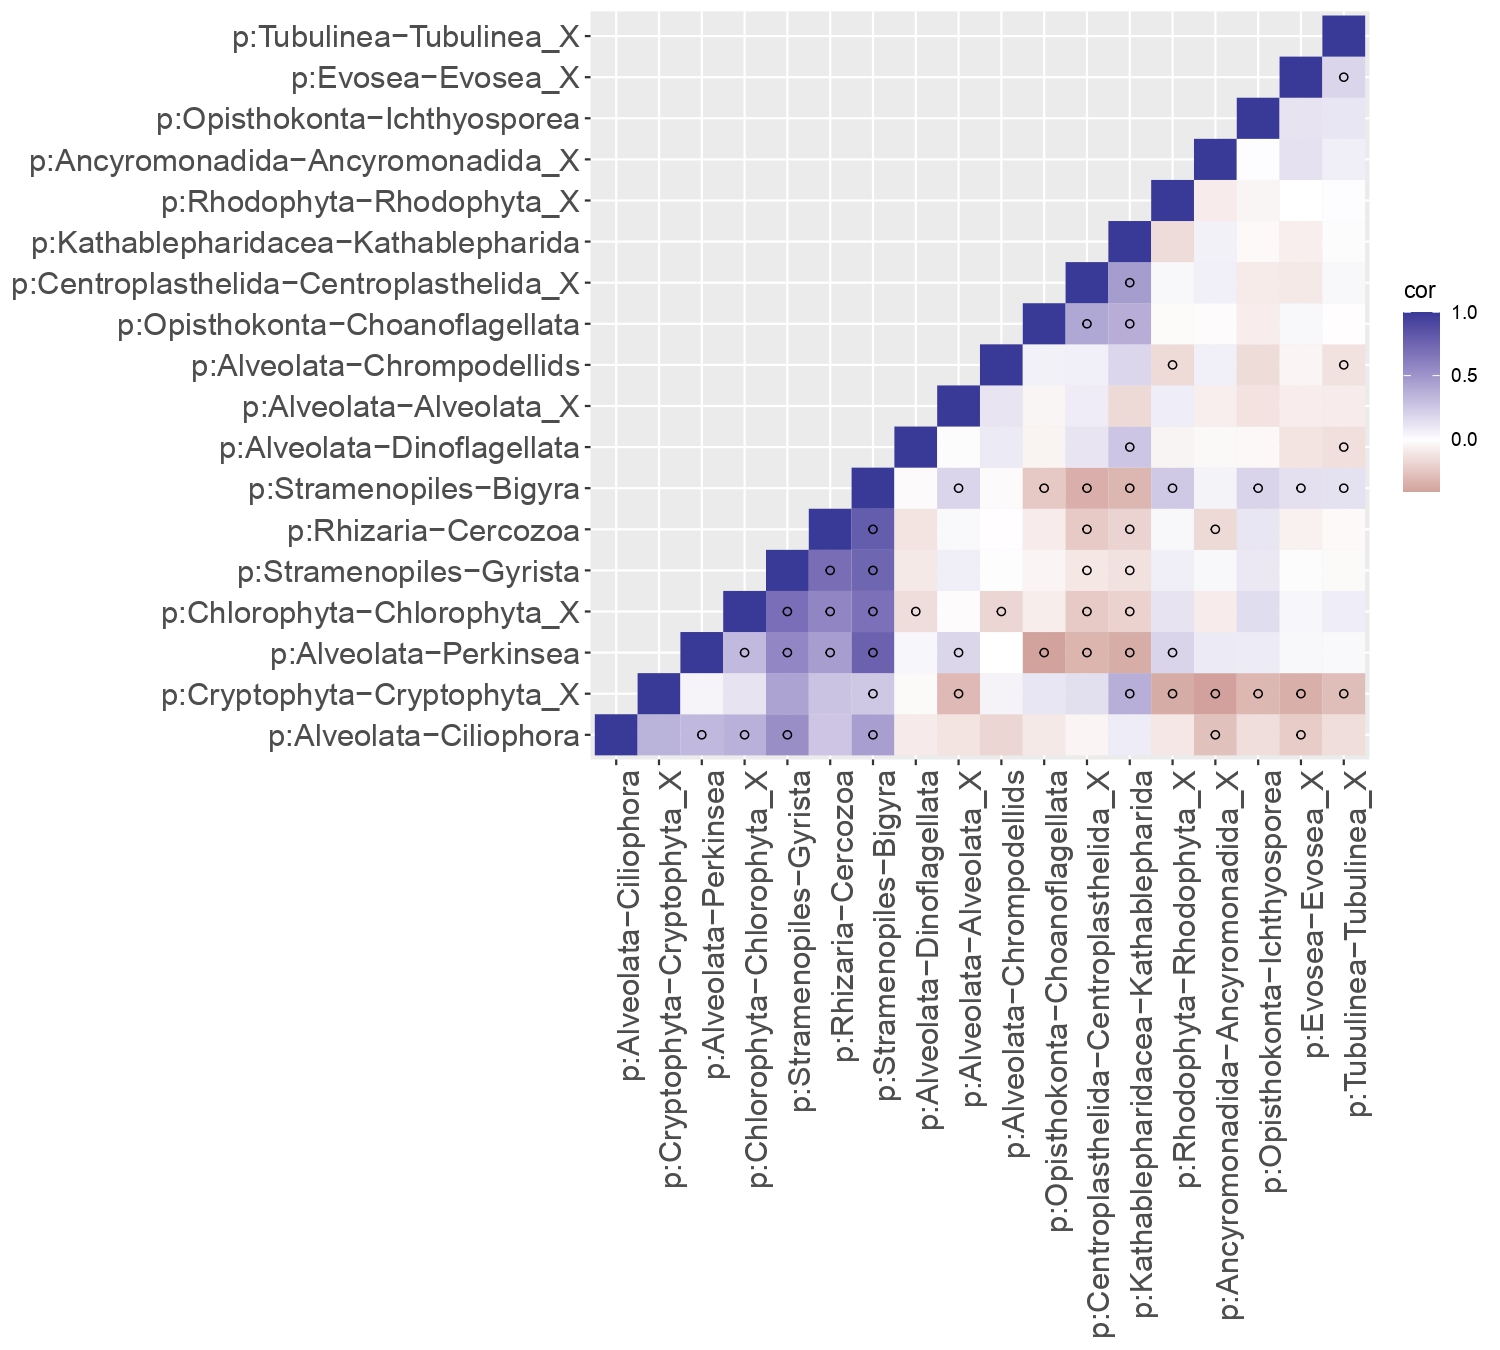 p:Tubulinea−Tubulinea_X
p:Evosea−Evosea_X
p:Opisthokonta−Ichthyosporea
p:Ancyromonadida−Ancyromonadida_X
p:Rhodophyta−Rhodophyta_X
p:Kathablepharidacea−Kathablepharida
p:Centroplasthelida−Centroplasthelida_X
p:Opisthokonta−Choanoflagellata
p:Alveolata−Chrompodellids
p:Alveolata−Alveolata_X
p:Alveolata−Dinoflagellata
p:Stramenopiles−Bigyra
p:Rhizaria−Cercozoa
p:Stramenopiles−Gyrista
p:Chlorophyta−Chlorophyta_X
p:Alveolata−Perkinsea
p:Cryptophyta−Cryptophyta_X
p:Alveolata−Ciliophora
p:Alveolata−Ciliophora
p:Cryptophyta−Cryptophyta_X
p:Alveolata−Perkinsea
p:Chlorophyta−Chlorophyta_X
p:Stramenopiles−Gyrista
p:Rhizaria−Cercozoa
p:Stramenopiles−Bigyra
p:Alveolata−Dinoflagellata
p:Alveolata−Alveolata_X
p:Alveolata−Chrompodellids
p:Opisthokonta−Choanoflagellata
p:Centroplasthelida−Centroplasthelida_X
p:Kathablepharidacea−Kathablepharida
p:Rhodophyta−Rhodophyta_X
p:Ancyromonadida−Ancyromonadida_X
p:Opisthokonta−Ichthyosporea
p:Evosea−Evosea_X
p:Tubulinea−Tubulinea_X
cor
1.0
0.5
0.0